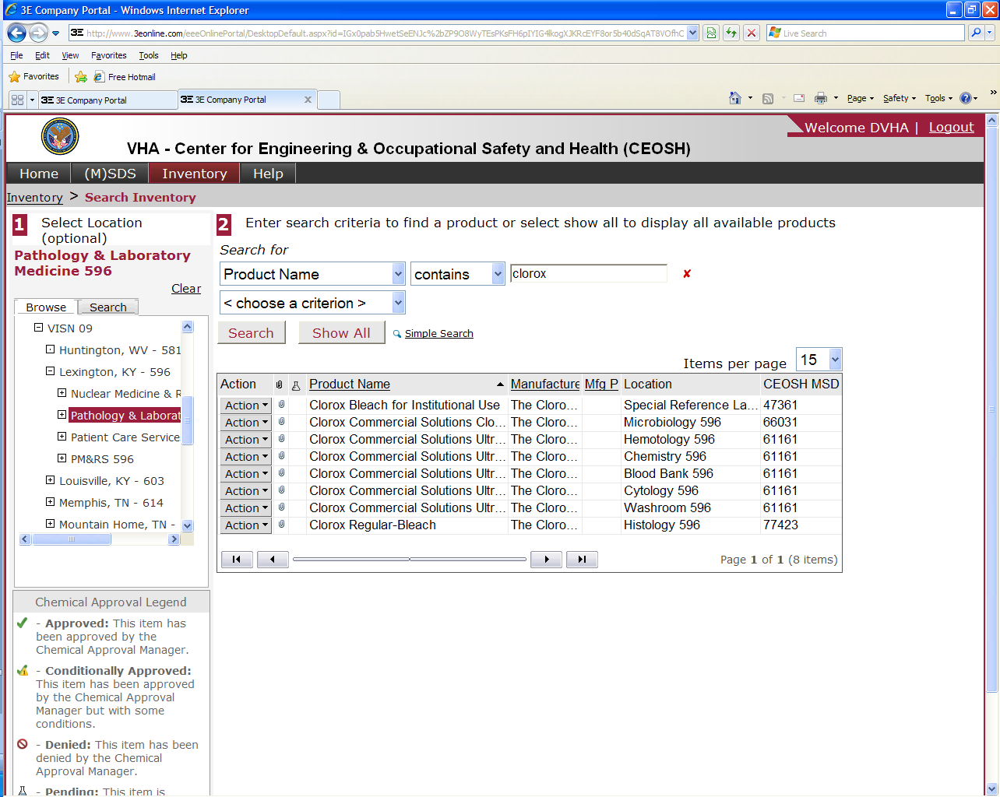 3E Company Portal - Windows Internet Explorer
File Edit View Favorites Tools Help
Live Search
Favorites Free Hotmail
3E Company Portal
3E Company Portal
Page Safety Tools
Welcome DVHA | Logout
VHA - Center for Engineering & Occupational Safety and Health (CEOSH)
Home (M)SDS Inventory Help
Inventory > Search Inventory
1 Select Location
(optional)
Pathology & Laboratory
Medicine 596
Clear
Browse Search
VISN 09
Huntington, WV - 581
Lexington, KY - 596
Nuclear Medicine & R
Pathology & Laborat
Patient Care Service
PM&RS 596
Louisville, KY - 603
Memphis, TN - 614
Mountain Home, TN -
Chemical Approval Legend
- Approved: This item has
been approved by the
Chemical Approval Manager.
- Conditionally Approved:
This item has been approved
by the Chemical Approval
Manager but with some
conditions.
- Denied: This item has been
denied by the Chemical
Approval Manager.
- Pending: This item is
2 Enter search criteria to find a product or select show all to display all available products
Search for
Product Name contains clorox
< choose a criterion >
Search Show All Simple Search
Items per page 15
Action Product Name Manufacture Mfg P Location CEOSH MSD
Action Clorox Bleach for Institutional Use The Cloro... Special Reference La... 47361
Action Clorox Commercial Solutions Clo... The Cloro... Microbiology 596 66031
Action Clorox Commercial Solutions Ultr... The Cloro... Hemotology 596 61161
Action Clorox Commercial Solutions Ultr... The Cloro... Chemistry 596 61161
Action Clorox Commercial Solutions Ultr... The Cloro... Blood Bank 596 61161
Action Clorox Commercial Solutions Ultr... The Cloro... Cytology 596 61161
Action Clorox Commercial Solutions Ultr... The Cloro... Washroom 596 61161
Action Clorox Regular-Bleach The Cloro... Histology 596 77423
Page 1 of 1 (8 items)